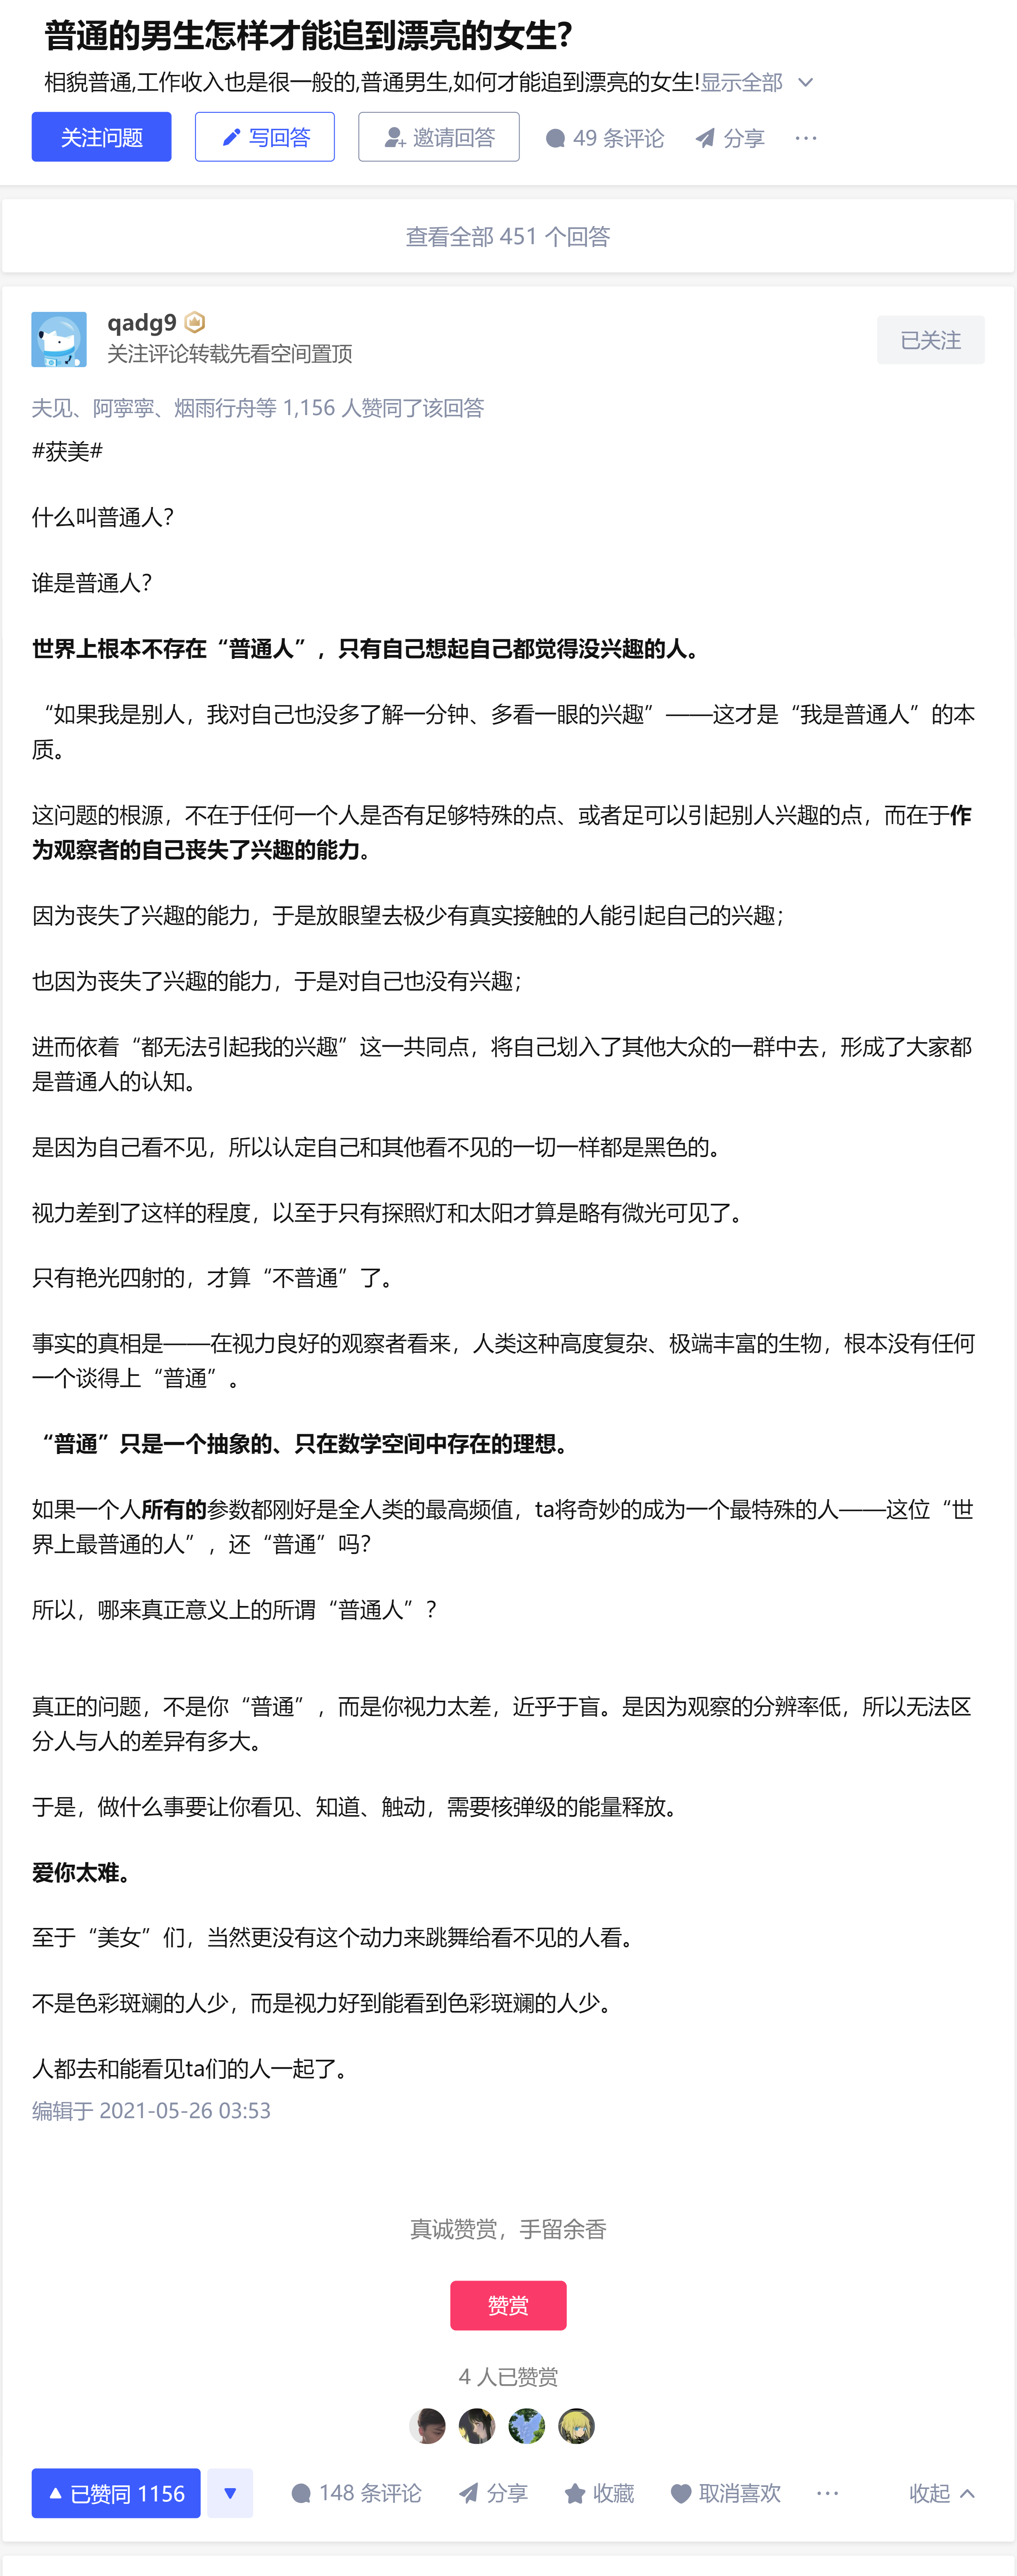 普通的男生怎样才能追到漂亮的女生?
相貌普通,工作收入也是很一般的,普通男生,如何才能追到漂亮的女生!显示全部
关注问题 写回答 邀请回答 49 条评论 分享 ···
查看全部 451 个回答
qadg9
关注评论转载先看空间置顶
已关注
夫见、阿寧寧、烟雨行舟等 1,156 人赞同了该回答
#获美#
什么叫普通人？
谁是普通人？
世界上根本不存在“普通人”，只有自己想起自己都觉得没兴趣的人。
“如果我是别人，我对自己也没多了解一分钟、多看一眼的兴趣”——这才是“我是普通人”的本
质。
这问题的根源，不在于任何一个人是否有足够特殊的点、或者足可以引起别人兴趣的点，而在于作
为观察者的自己丧失了兴趣的能力。
因为丧失了兴趣的能力，于是放眼望去极少有真实接触的人能引起自己的兴趣；
也因为丧失了兴趣的能力，于是对自己也没有兴趣；
进而依着“都无法引起我的兴趣”这一共同点，将自己划入了其他大众的一群中去，形成了大家都
是普通人的认知。
是因为自己看不见，所以认定自己和其他看不见的一切一样都是黑色的。
视力差到了这样的程度，以至于只有探照灯和太阳才算是略有微光可见了。
只有艳光四射的，才算“不普通”了。
事实的真相是——在视力良好的观察者看来，人类这种高度复杂、极端丰富的生物，根本没有任何
一个谈得上“普通”。
“普通”只是一个抽象的、只在数学空间中存在的理想。
如果一个人所有的参数都刚好是全人类的最高频值，ta将奇妙的成为一个最特殊的人——这位“世
界上最普通的人”，还“普通”吗？
所以，哪来真正意义上的所谓“普通人”？
真正的问题，不是你“普通”，而是你视力太差，近乎于盲。是因为观察的分辨率低，所以无法区
分人与人的差异有多大。
于是，做什么事要让你看见、知道、触动，需要核弹级的能量释放。
爱你太难。
至于“美女”们，当然更没有这个动力来跳舞给看不见的人看。
不是色彩斑斓的人少，而是视力好到能看到色彩斑斓的人少。
人都去和能看见ta们的人一起了。
编辑于 2021-05-26 03:53
真诚赞赏，手留余香
赞赏
4 人已赞赏
已赞同 1156 148 条评论 分享 收藏 取消喜欢 ··· 收起